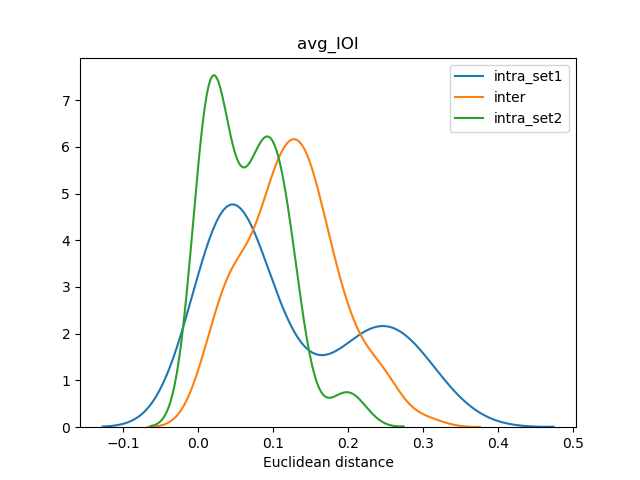 avg_IOI
intra_set1
inter
intra_set2
7
6
5
4
3
2
1
0
−0.1 0.0 0.1 0.2 0.3 0.4 0.5
Euclidean distance